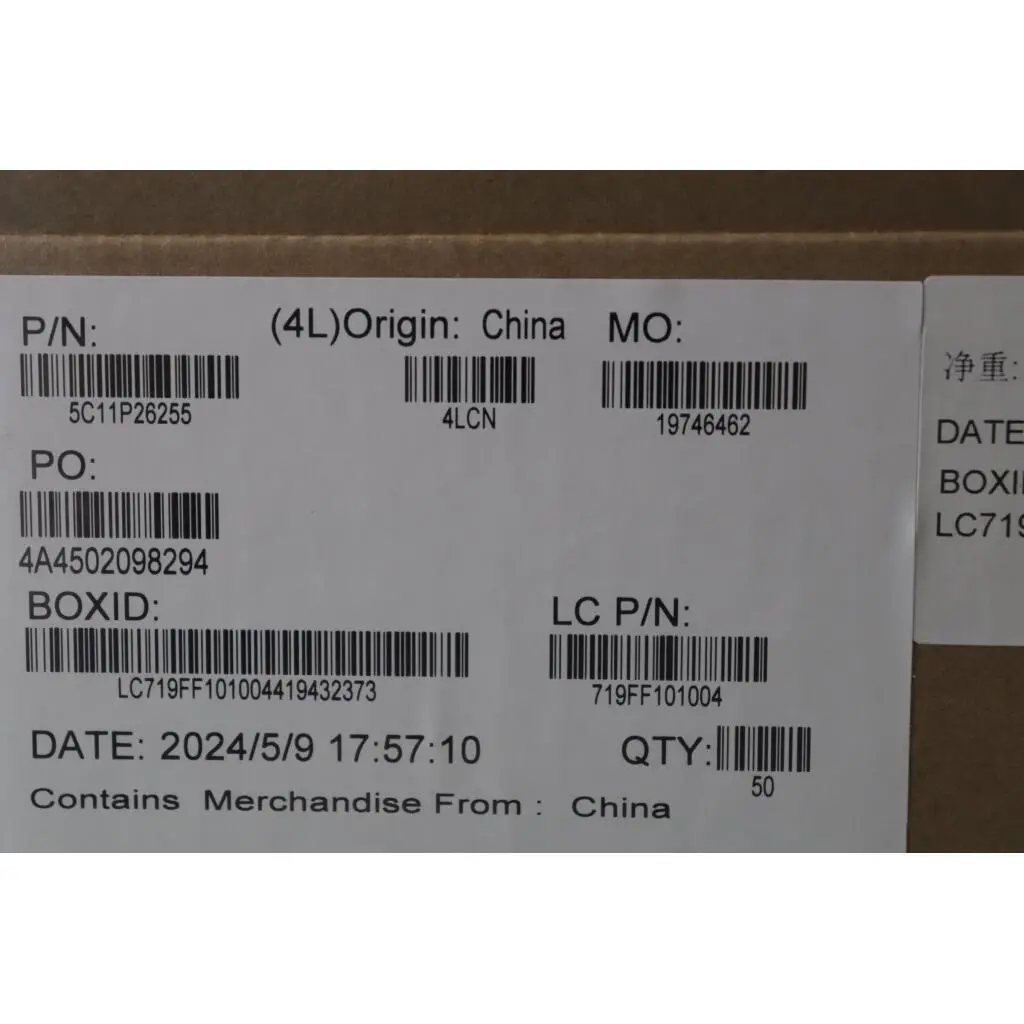 P/N:
(4L)Origin: China
MO:
5C11P26255
4LCN
19746462
PO:
4A4502098294
BOXID:
LC P/N:
LC719FF101004419432373
719FF101004
DATE: 2024/5/9 17:57:10
QTY:
50
Contains Merchandise From : China
净重:
DATE
BOXI
LC719